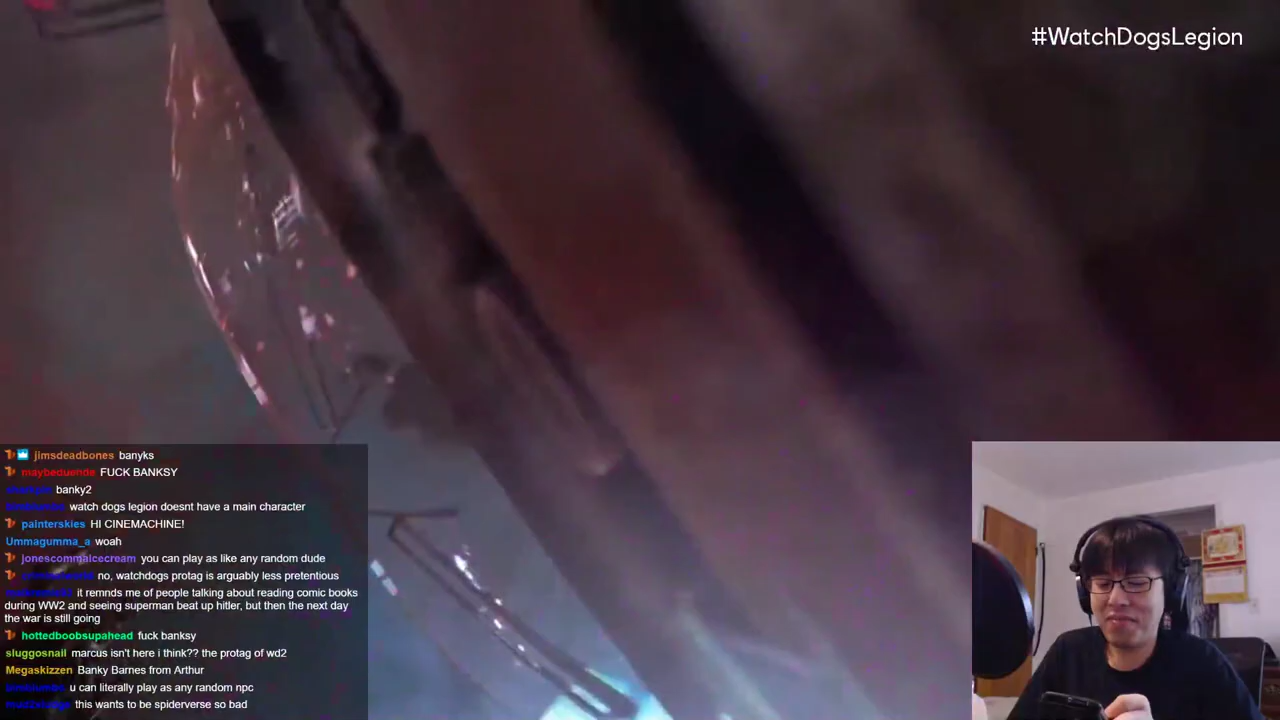 #WatchDogsLegion
jimsdeadbones banyks
maybeduende FUCK BANKSY
banky2
watch dogs legion doesnt have a main character
painterskies HI CINEMACHINE!
Ummagumma_a woah
jonescommaicecream you can play as like any random dude
no, watchdogs protag is arguably less pretentious
it remnds me of people talking about reading comic books
during WW2 and seeing superman beat up hitler, but then the next day
the war is still going
hottedboobsupahead fuck banksy
sluggosnail marcus isn't here i think?? the protag of wd2
Megaskizzen Banky Barnes from Arthur
u can literally play as any random npc
this wants to be spiderverse so bad